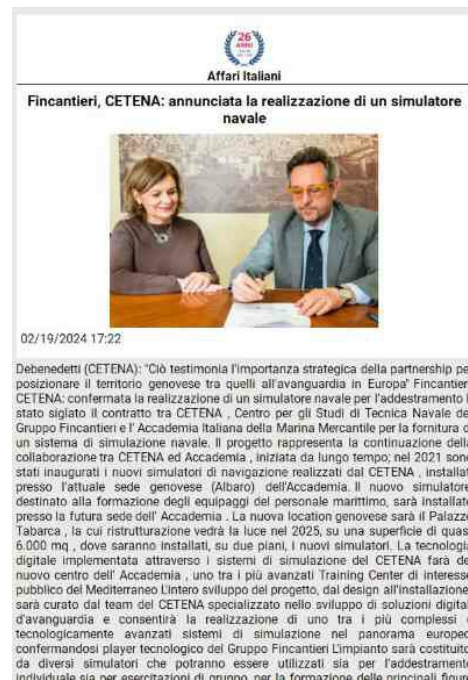 26
ANNI
Affari Italiani
Fincantieri, CETENA: annunciata la realizzazione di un simulatore
navale
02/19/2024 17:22
Debenedetti (CETENA): "Ciò testimonia l'importanza strategica della partnership pe
posizionare il territorio genovese tra quelli all'avanguardia in Europa" Fincantier
CETENA: confermata la realizzazione di un simulatore navale per l'addestramento
stato siglato il contratto tra CETENA , Centro per gli Studi di Tecnica Navale de
Gruppo Fincantieri e l' Accademia Italiana della Marina Mercantile per la fornitura d
un sistema di simulazione navale. Il progetto rappresenta la continuazione della
collaborazione tra CETENA ed Accademia , iniziata da lungo tempo; nel 2021 sono
stati inaugurati i nuovi simulatori di navigazione realizzati dal CETENA , installat
presso l'attuale sede genovese (Albaro) dell'Accademia. Il nuovo simulatore
destinato alla formazione degli equipaggi del personale marittimo, sarà installato
presso la futura sede dell' Accademia . La nuova location genovese sarà il Palazzo
Tabarca , la cui ristrutturazione vedrà la luce nel 2025, su una superficie di quas
6.000 mq , dove saranno installati, su due piani, i nuovi simulatori. La tecnologia
digitale implementata attraverso i sistemi di simulazione del CETENA farà de
nuovo centro dell' Accademia , uno tra i più avanzati Training Center di interesse
pubblico del Mediterraneo L'intero sviluppo del progetto, dal design all'installazione
sarà curato dal team del CETENA specializzato nello sviluppo di soluzioni digital
d'avanguardia e consentirà la realizzazione di uno tra i più complessi e
tecnologicamente avanzati sistemi di simulazione nel panorama europeo
confermandosi player tecnologico del Gruppo Fincantieri L'impianto sarà costituito
da diversi simulatori che potranno essere utilizzati sia per l'addestramento
individuale sia per esercitazioni di gruppo, per la formazione delle principali figure